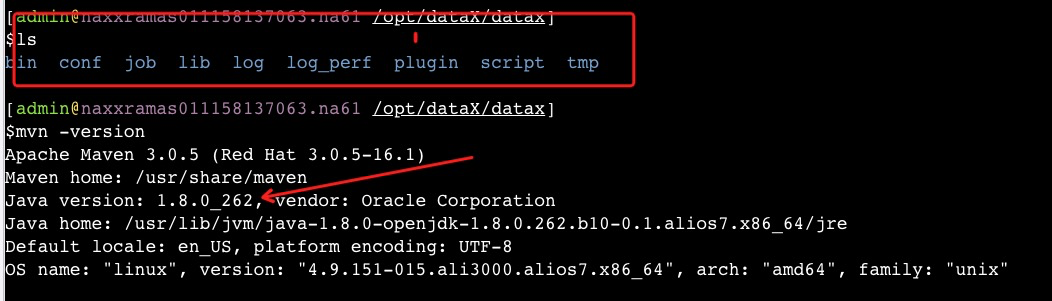 [admin@naxxramas011158137063.na61 /opt/dataX/datax]
$ls
bin conf job lib log log_perf plugin script tmp
[admin@naxxramas011158137063.na61 /opt/dataX/datax]
$mvn -version
Apache Maven 3.0.5 (Red Hat 3.0.5-16.1)
Maven home: /usr/share/maven
Java version: 1.8.0_262, vendor: Oracle Corporation
Java home: /usr/lib/jvm/java-1.8.0-openjdk-1.8.0.262.b10-0.1.alios7.x86_64/jre
Default locale: en_US, platform encoding: UTF-8
OS name: "linux", version: "4.9.151-015.ali3000.alios7.x86_64", arch: "amd64", family: "unix"